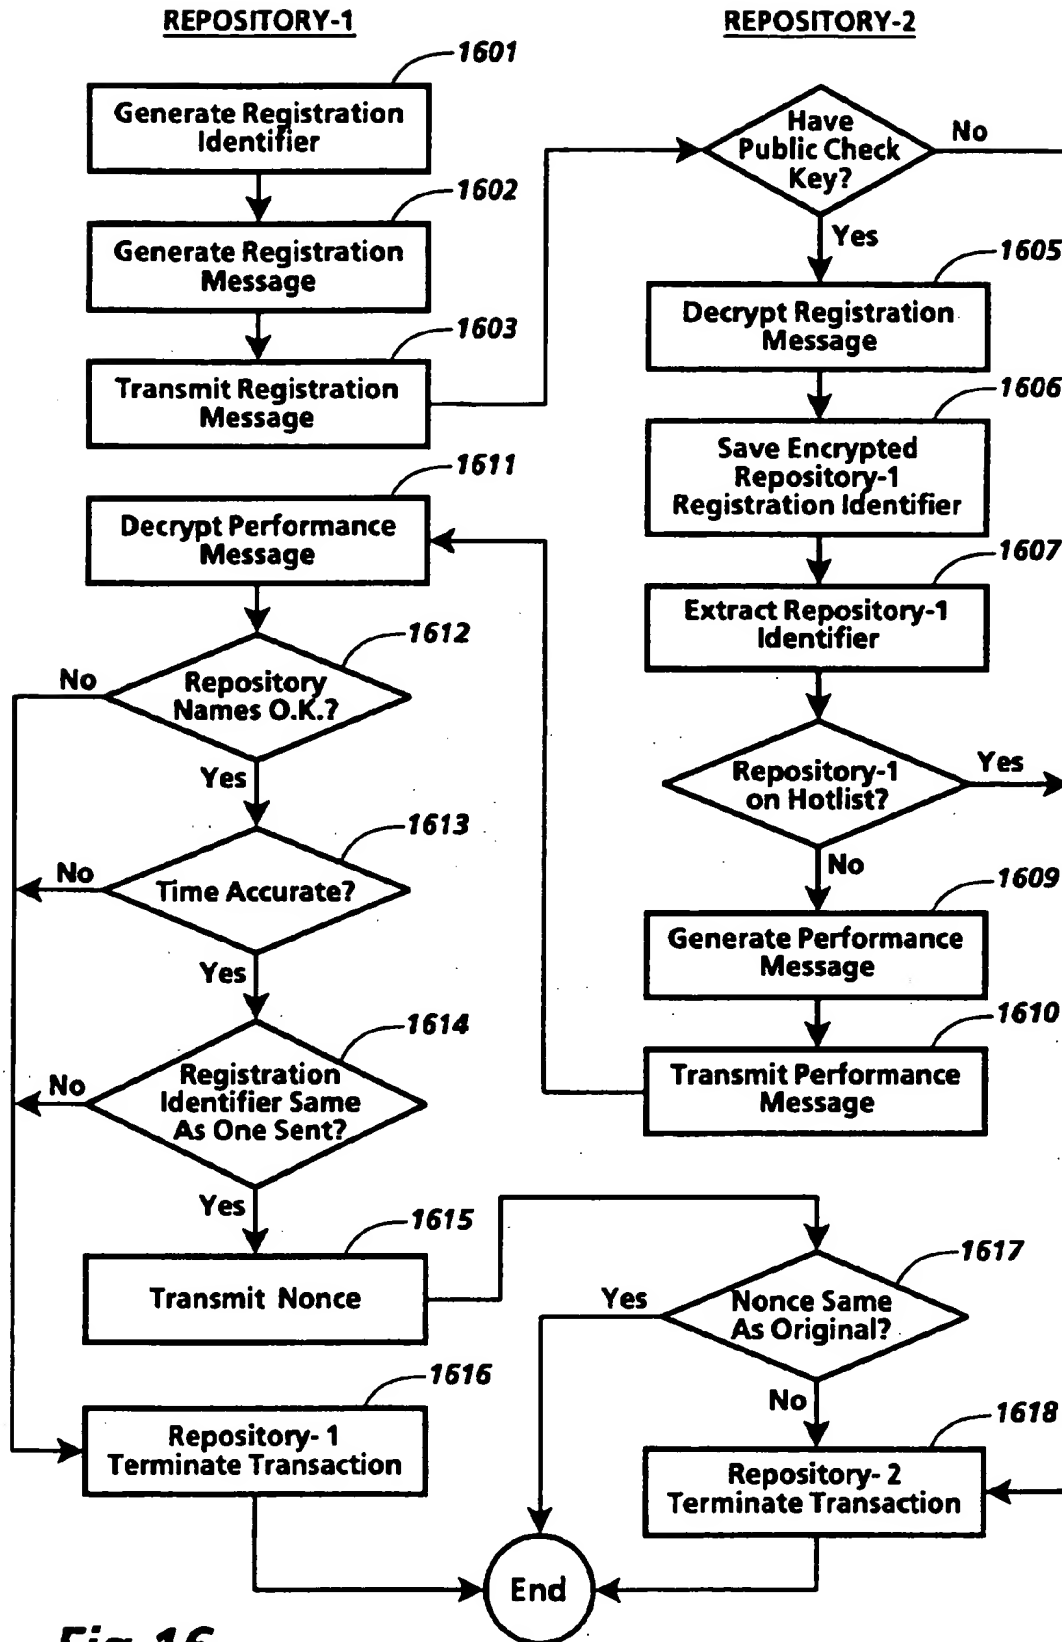 REPOSITORY-1
1601
Generate Registration
Identifier
1602
Generate Registration
Message
1603
Transmit Registration
Message
1611
Decrypt Performance
Message
1612
No
Repository
Names O.K.?
Yes
1613
No
Time Accurate?
Yes
1614
No
Registration
Identifier Same
As One Sent?
Yes
1615
Transmit Nonce
1616
Repository- 1
Terminate Transaction
REPOSITORY-2
Have
Public Check
Key?
No
Yes
1605
Decrypt Registration
Message
1606
Save Encrypted
Repository-1
Registration Identifier
1607
Extract Repository-1
Identifier
Repository-1
on Hotlist?
Yes
No
1609
Generate Performance
Message
1610
Transmit Performance
Message
1617
Yes
Nonce Same
As Original?
No
1618
Repository- 2
Terminate Transaction
End
Fig. 16